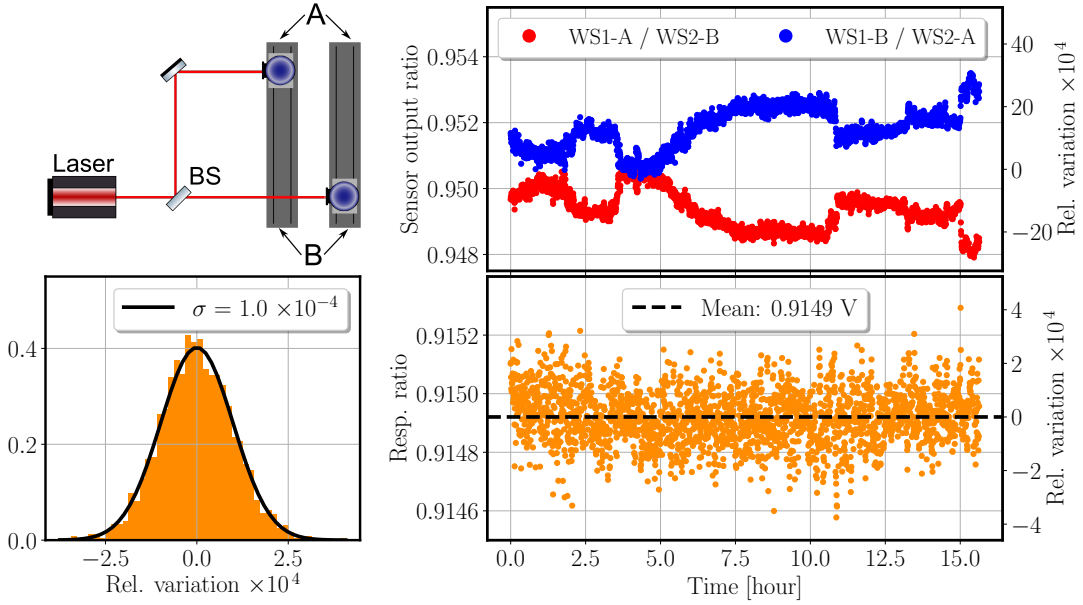 A
Laser
BS
B
WS1-A / WS2-B
WS1-B / WS2-A
Sensor output ratio
0.954
0.952
0.950
0.948
40
20
0
−20
Rel. variation ×10⁴
σ = 1.0 ×10⁻⁴
0.4
0.2
0.0
−2.5
0.0
2.5
Rel. variation ×10⁴
Mean: 0.9149 V
Resp. ratio
0.9152
0.9150
0.9148
0.9146
4
2
0
−2
−4
Rel. variation ×10⁴
0.0
2.5
5.0
7.5
10.0
12.5
15.0
Time [hour]